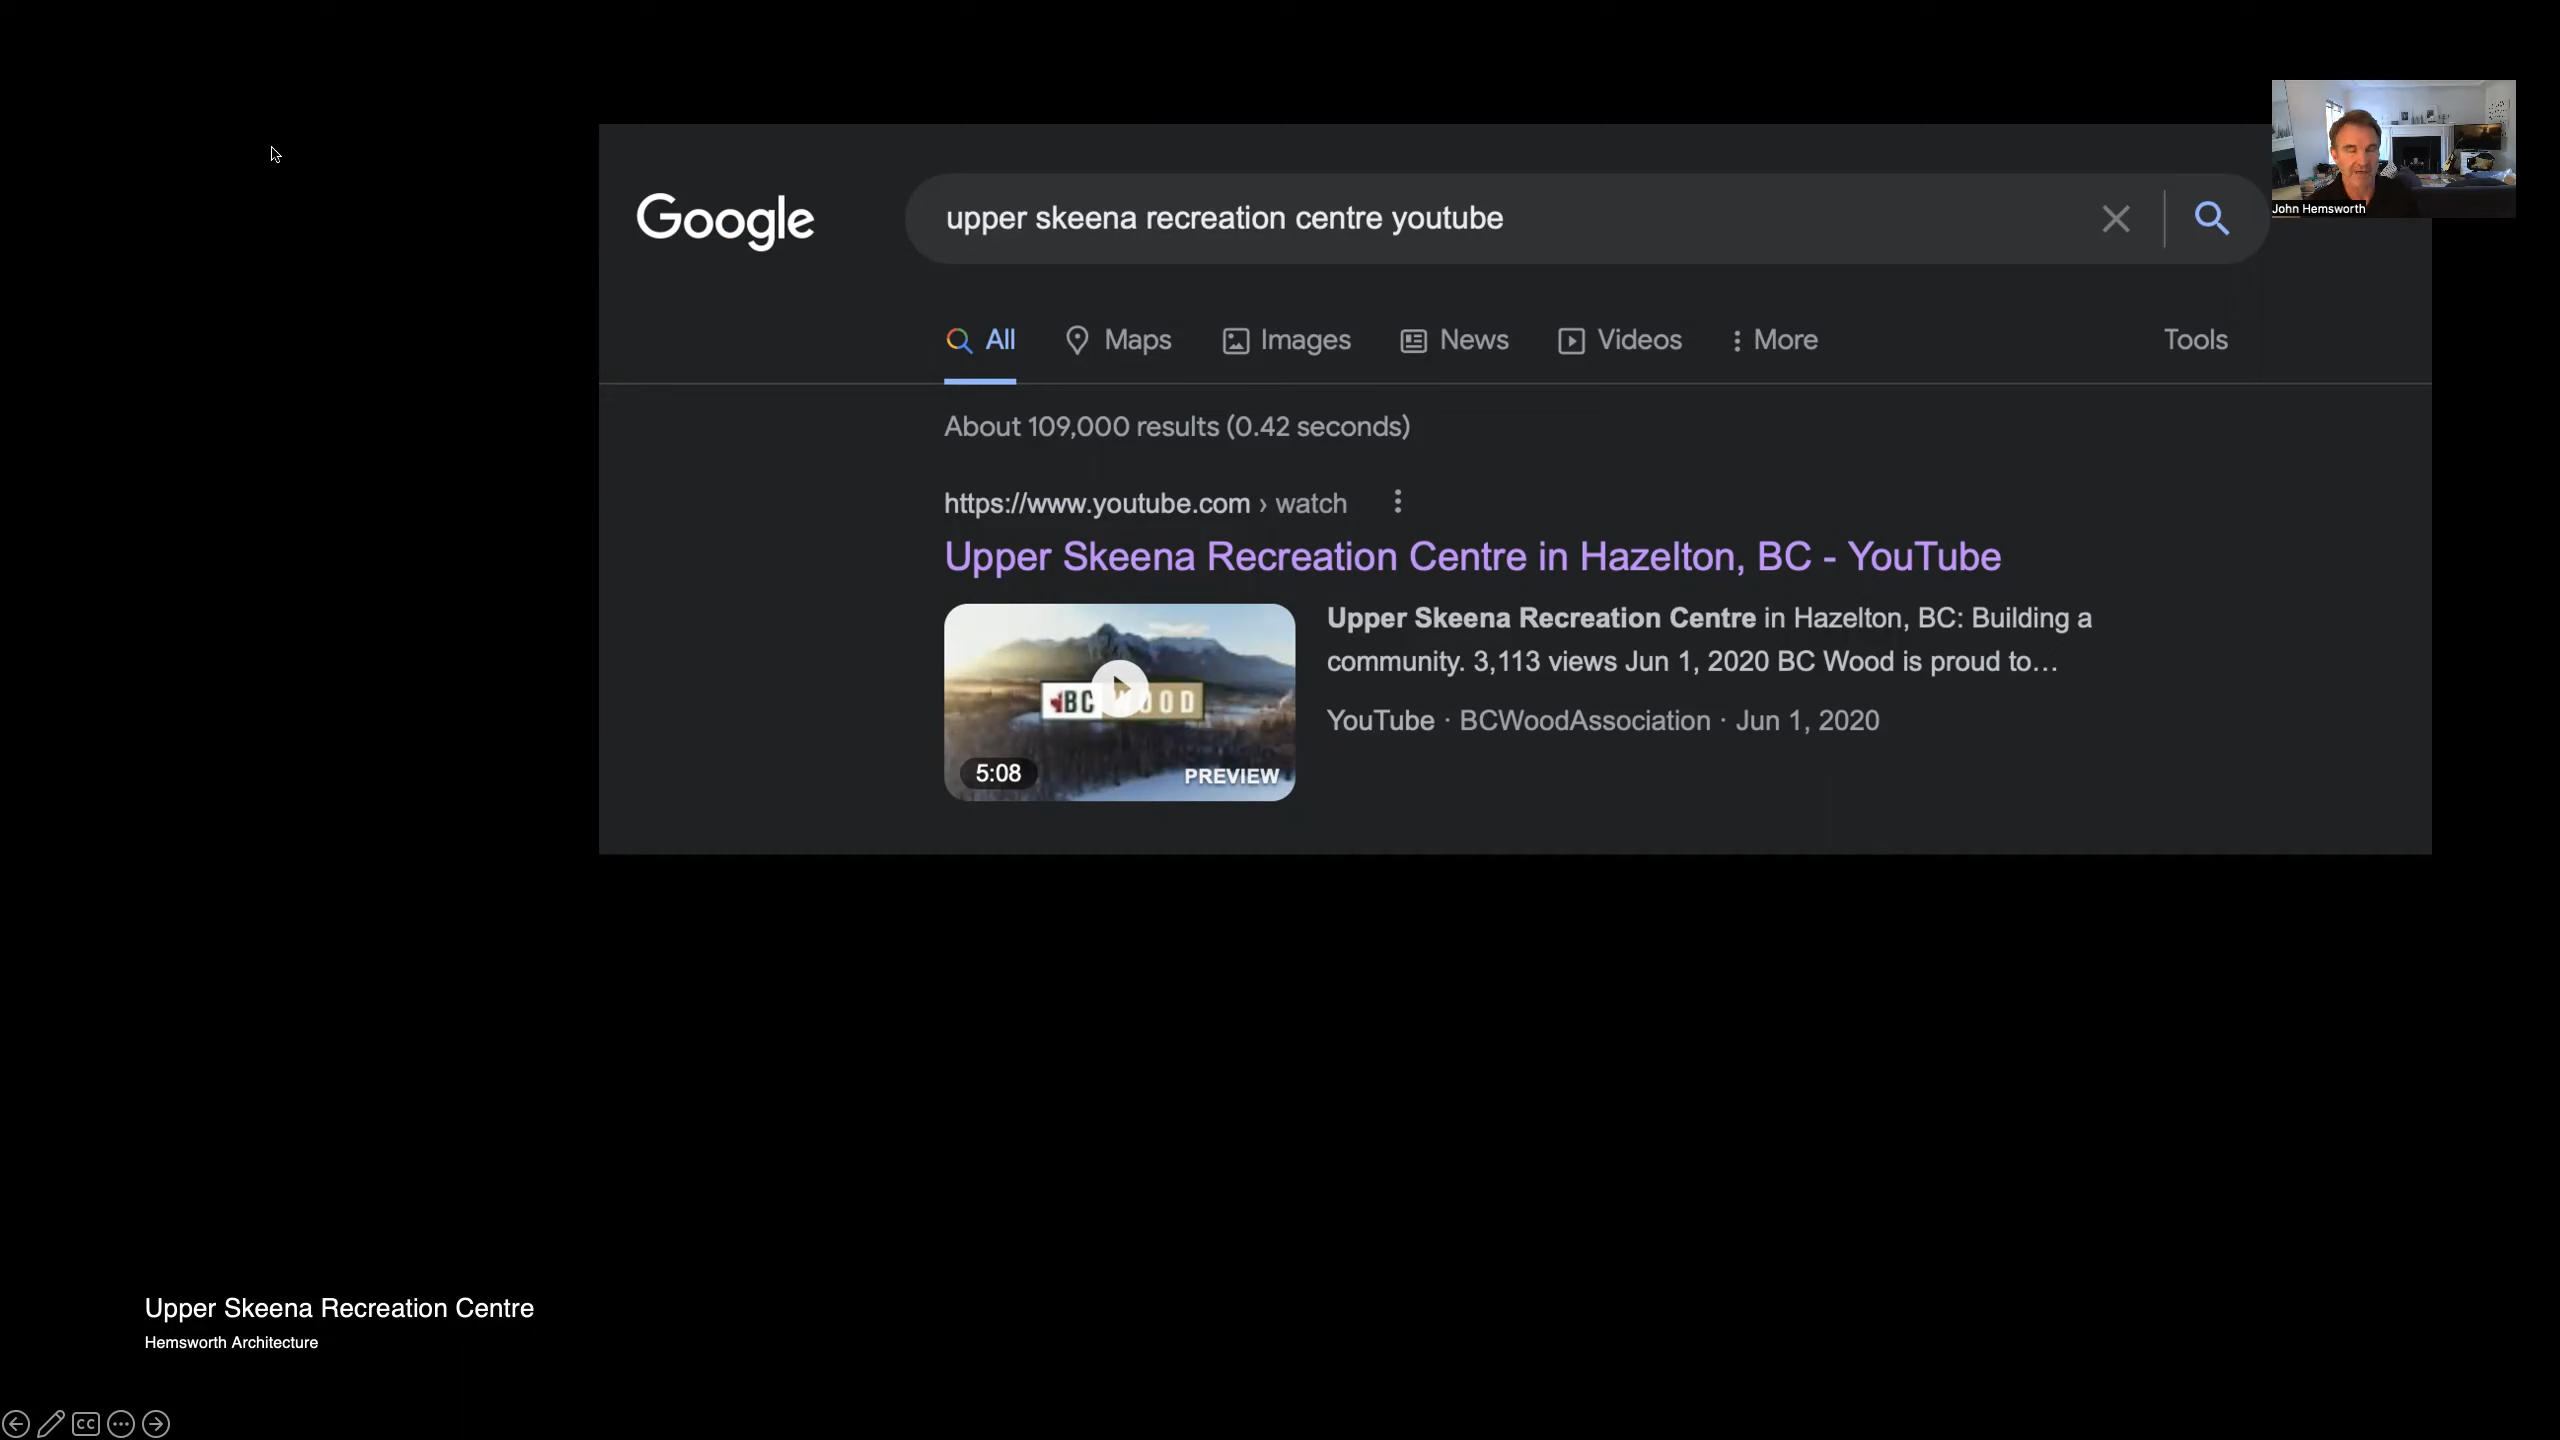 John Hemsworth
Google
upper skeena recreation centre youtube
All Maps Images News Videos More Tools
About 109,000 results (0.42 seconds)
https://www.youtube.com › watch
Upper Skeena Recreation Centre in Hazelton, BC - YouTube
BC WOOD
5:08
PREVIEW
Upper Skeena Recreation Centre in Hazelton, BC: Building a
community. 3,113 views Jun 1, 2020 BC Wood is proud to...
YouTube · BCWoodAssociation · Jun 1, 2020
Upper Skeena Recreation Centre
Hemsworth Architecture
CC